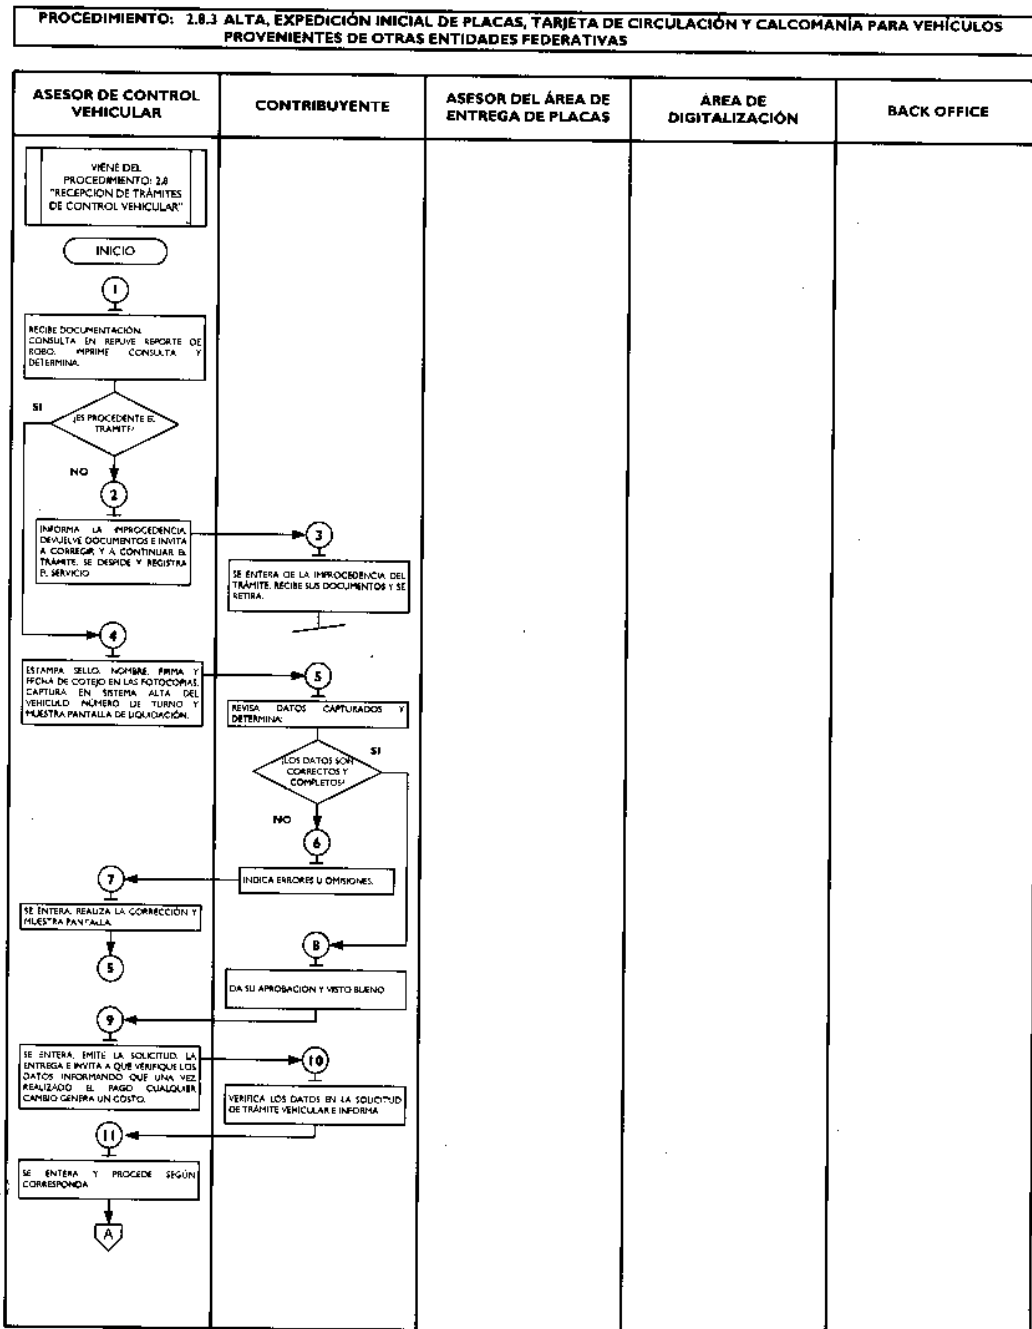 PROCEDIMIENTO: 2.8.3 ALTA, EXPEDICIÓN INICIAL DE PLACAS, TARJETA DE CIRCULACIÓN Y CALCOMANÍA PARA VEHÍCULOS
PROVENIENTES DE OTRAS ENTIDADES FEDERATIVAS
ASESOR DE CONTROL
VEHICULAR
CONTRIBUYENTE
ASESOR DEL ÁREA DE
ENTREGA DE PLACAS
ÁREA DE
DIGITALIZACIÓN
BACK OFFICE
VIENE DEL
PROCEDIMIENTO: 2.8
"RECEPCION DE TRÁMITES
DE CONTROL VEHICULAR"
INICIO
1
RECIBE DOCUMENTACIÓN.
CONSULTA EN REPUVE REPORTE DE
ROBO. IMPRIME CONSULTA Y
DETERMINA.
SI
¿ES PROCEDENTE EL
TRAMITE?
NO
2
INFORMA LA IMPROCEDENCIA
DEVUELVE DOCUMENTOS E INVITA
A CORREGIR Y A CONTINUAR EL
TRÁMITE. SE DESPIDE Y REGISTRA
EL SERVICIO
3
SE ENTERA DE LA IMPROCEDENCIA DEL
TRÁMITE. RECIBE SUS DOCUMENTOS Y SE
RETIRA.
4
ESTAMPA SELLO, NOMBRE, FIRMA Y
FECHA DE COTEJO EN LAS FOTOCOPIAS.
CAPTURA EN SISTEMA ALTA DEL
VEHICULO NÚMERO DE TURNO Y
MUESTRA PANTALLA DE LIQUIDACIÓN.
5
REVISA DATOS CAPTURADOS Y
DETERMINA:
SI
¿LOS DATOS SON
CORRECTOS Y
COMPLETOS?
NO
6
INDICA ERRORES U OMISIONES.
7
SE ENTERA, REALIZA LA CORRECCIÓN Y
MUESTRA PANTALLA.
5
8
DA SU APROBACION Y VISTO BUENO
9
SE ENTERA, EMITE LA SOLICITUD, LA
ENTREGA E INVITA A QUE VERIFIQUE LOS
DATOS INFORMANDO QUE UNA VEZ
REALIZADO EL PAGO CUALQUIER
CAMBIO GENERA UN COSTO.
10
VERIFICA LOS DATOS EN LA SOLICITUD
DE TRÁMITE VEHICULAR E INFORMA
11
SE ENTERA Y PROCEDE SEGÚN
CORRESPONDA
A